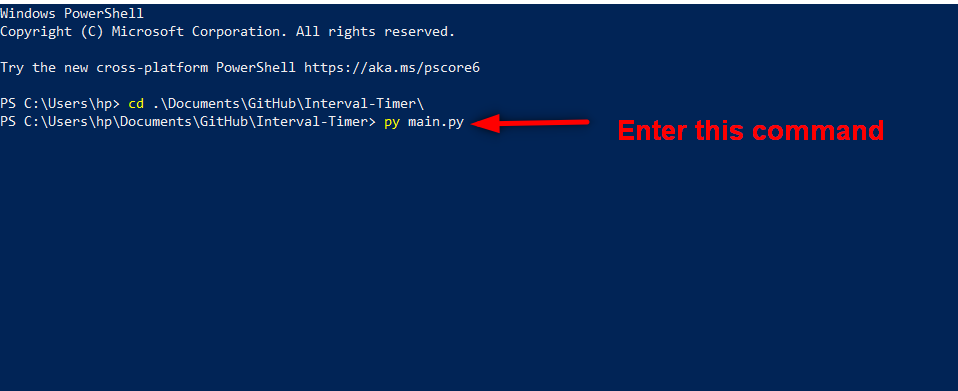 Windows PowerShell
Copyright (C) Microsoft Corporation. All rights reserved.
Try the new cross-platform PowerShell https://aka.ms/pscore6
PS C:\Users\hp> cd .\Documents\GitHub\Interval-Timer\
PS C:\Users\hp\Documents\GitHub\Interval-Timer> py main.py
Enter this command